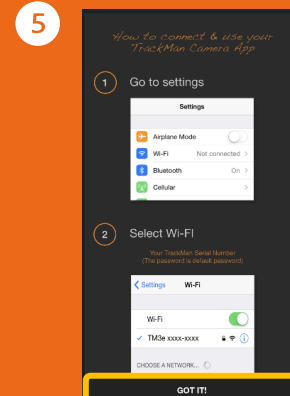 5
How to connect & use your
TrackMan Camera App
1 Go to settings
Settings
Airplane Mode
Wi-Fi Not connected
Bluetooth On
Cellular
2 Select Wi-FI
Your TrackMan Serial Number
(The password is default password)
Settings Wi-Fi
Wi-Fi
TM3e xxxx-xxxx
CHOOSE A NETWORK...
GOT IT!